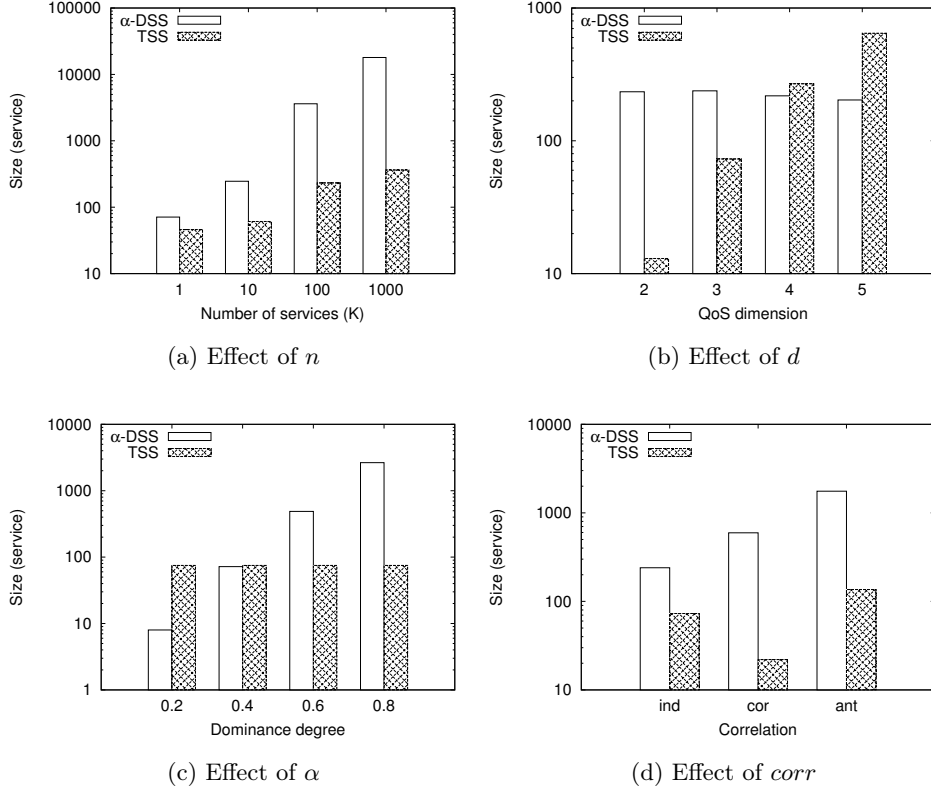 100000
10000
1000
100
10
α-DSS
TSS
Size (service)
1 10 100 1000
Number of services (K)
(a) Effect of n
1000
100
10
α-DSS
TSS
Size (service)
2 3 4 5
QoS dimension
(b) Effect of d
10000
1000
100
10
1
α-DSS
TSS
Size (service)
0.2 0.4 0.6 0.8
Dominance degree
(c) Effect of α
10000
1000
100
10
α-DSS
TSS
Size (service)
ind cor ant
Correlation
(d) Effect of corr